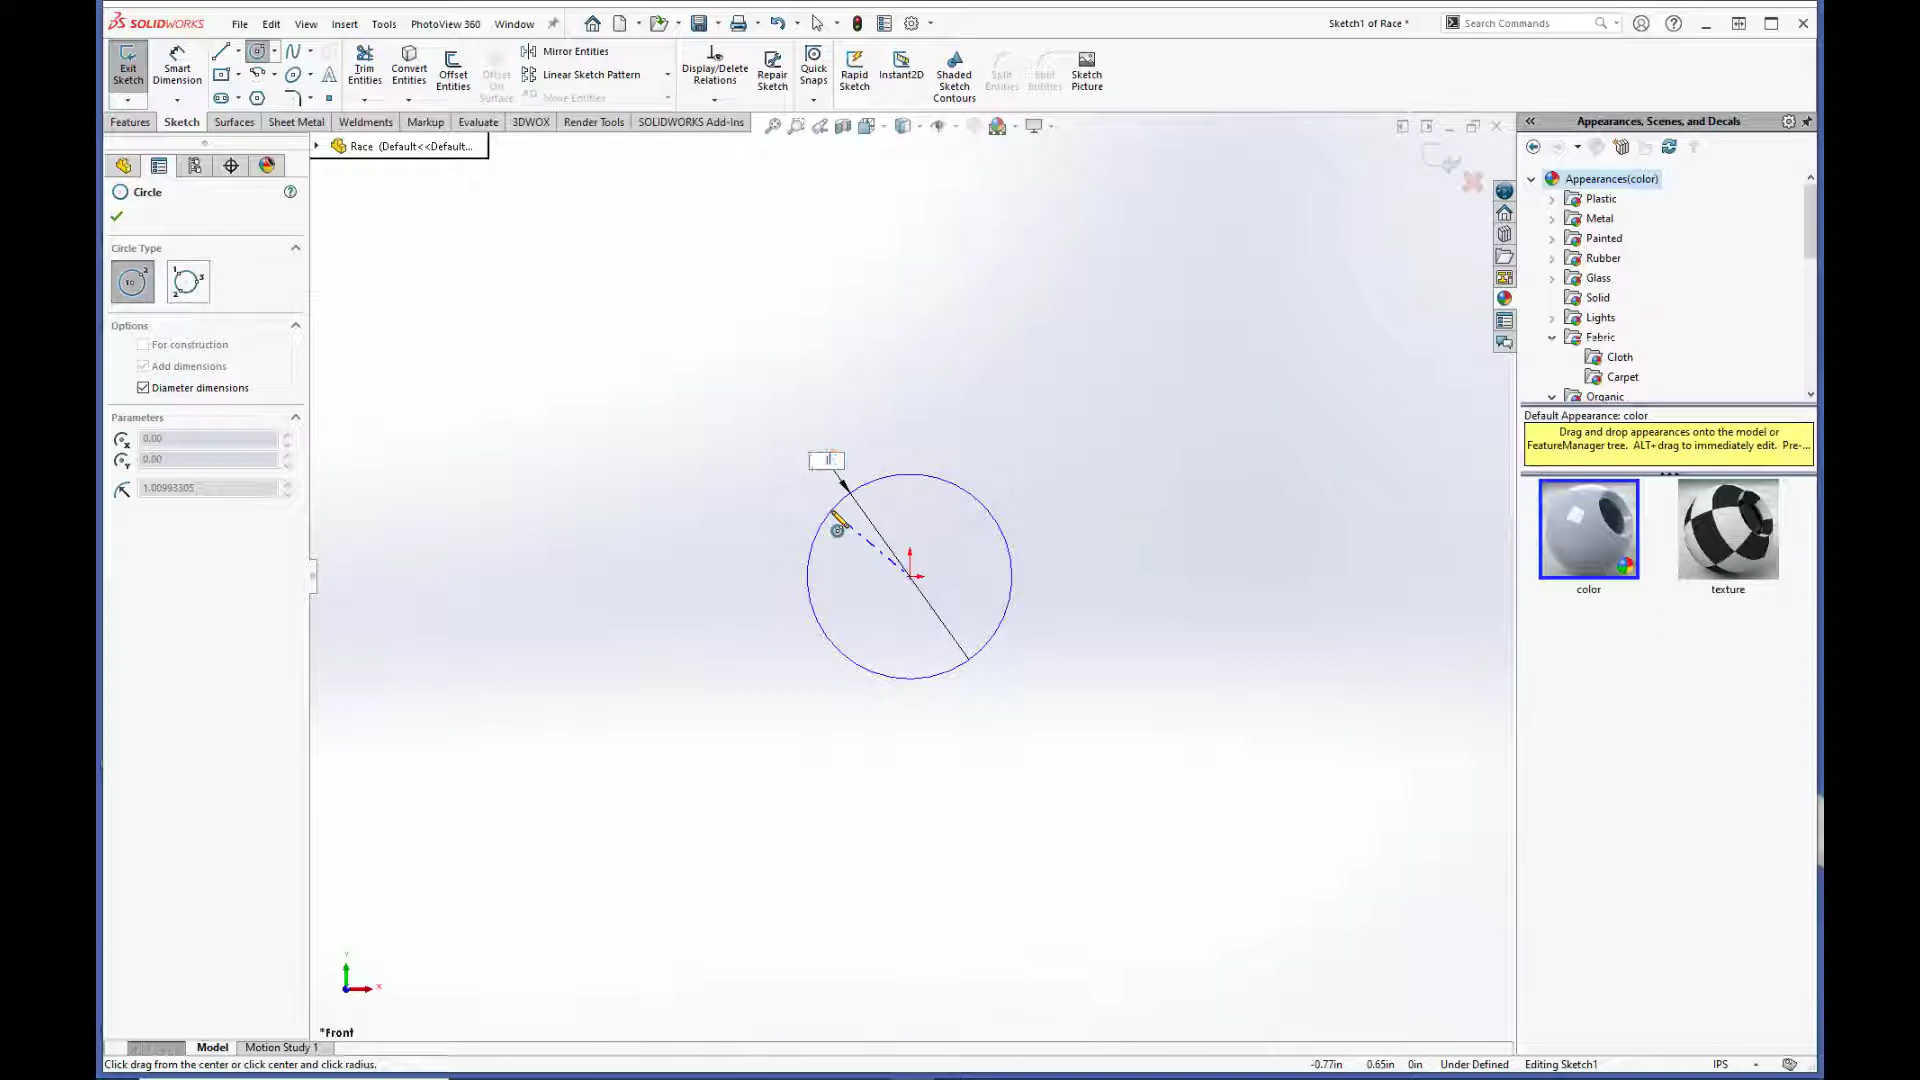 SOLIDWORKS File Edit View Insert Tools PhotoView 360 Window Sketch1 of Race * Search Commands
Exit Sketch
Smart Dimension
Trim Entities
Convert Entities
Offset Entities
Offset On Surface
Mirror Entities
Linear Sketch Pattern
Move Entities
Display/Delete Relations
Repair Sketch
Quick Snaps
Rapid Sketch
Instant2D
Shaded Sketch Contours
Split Entities
Split Entities
Sketch Picture
Features Sketch Surfaces Sheet Metal Weldments Markup Evaluate 3DWOX Render Tools SOLIDWORKS Add-Ins
Race (Default<<Default...
Circle
Circle Type
Options
For construction
Add dimensions
Diameter dimensions
Parameters
0.00
0.00
1.00993305
Y
X
*Front
Model Motion Study 1
Click drag from the center or click center and click radius.
-0.77in 0.65in 0in Under Defined Editing Sketch1 IPS
Appearances, Scenes, and Decals
Appearances(color)
Plastic
Metal
Painted
Rubber
Glass
Solid
Lights
Fabric
Cloth
Carpet
Organic
Default Appearance: color
Drag and drop appearances onto the model or
FeatureManager tree. ALT+drag to immediately edit. Pre-...
color
texture